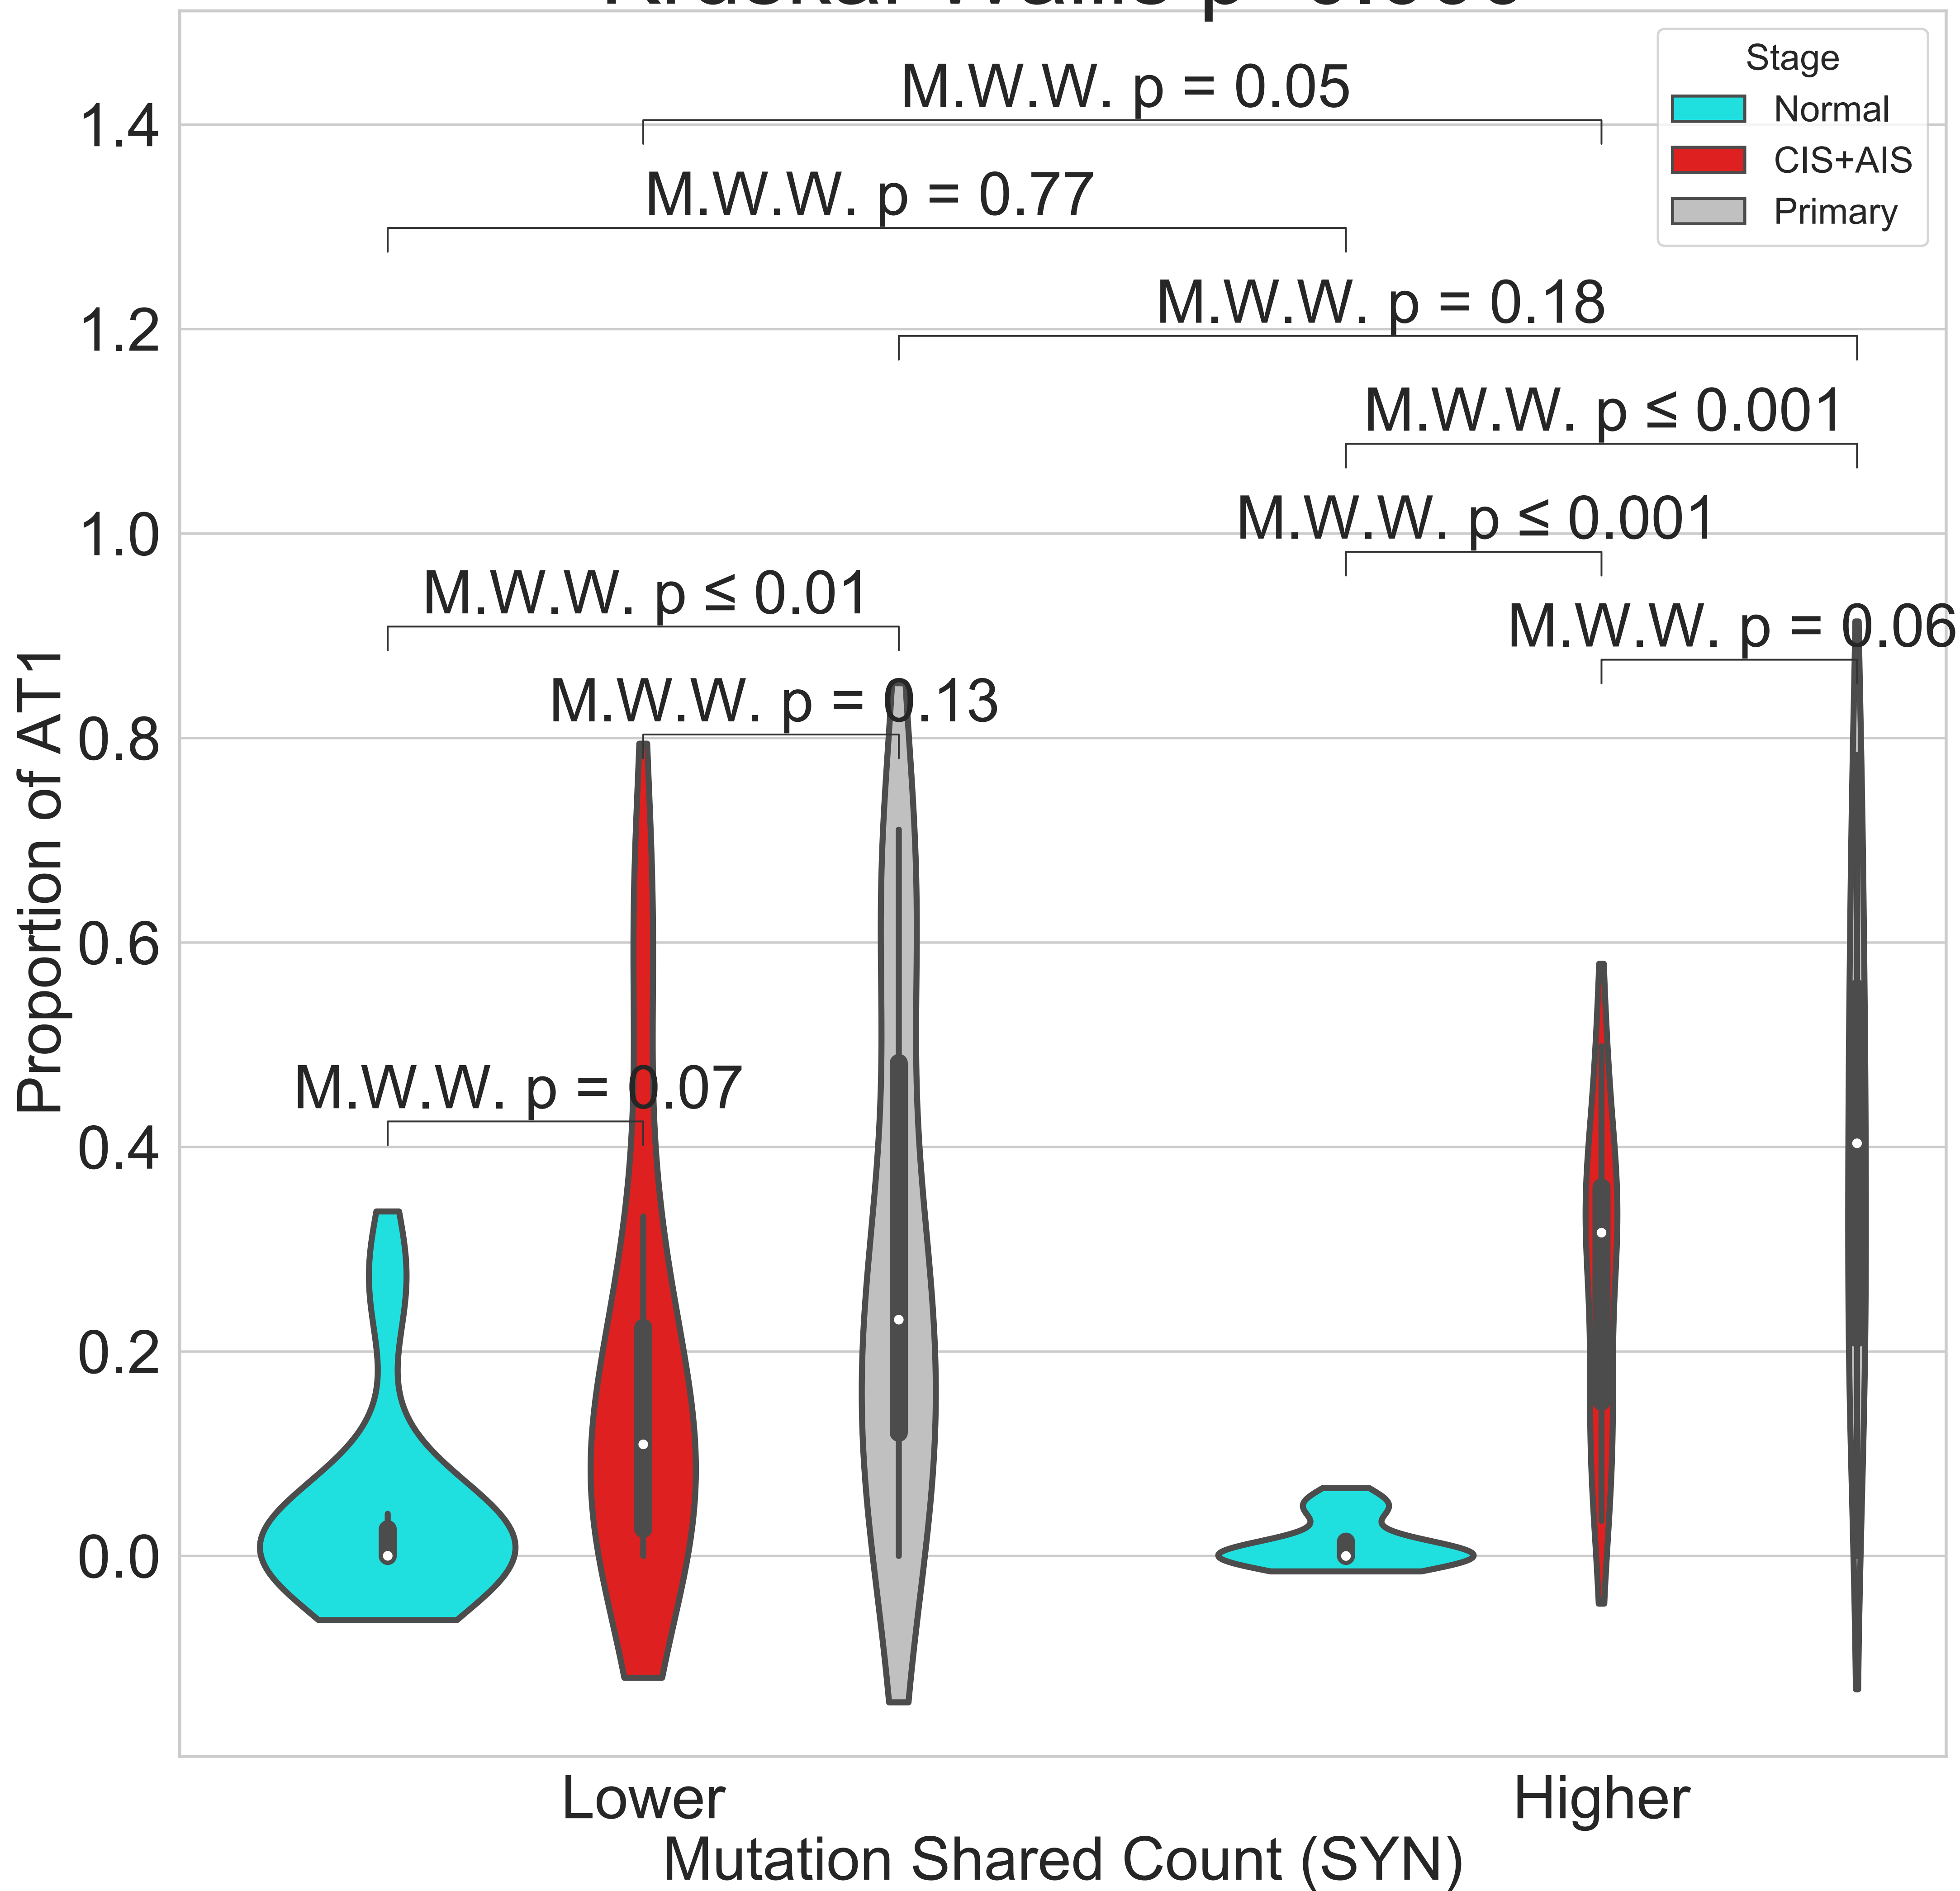 Stage
Normal
CIS+AIS
Primary
M.W.W. p = 0.05
M.W.W. p = 0.77
M.W.W. p = 0.18
M.W.W. p ≤ 0.001
M.W.W. p ≤ 0.001
M.W.W. p ≤ 0.01
M.W.W. p = 0.06
M.W.W. p = 0.13
M.W.W. p = 0.07
1.4
1.2
1.0
0.8
0.6
0.4
0.2
0.0
Proportion of AT1
Lower
Higher
Mutation Shared Count (SYN)